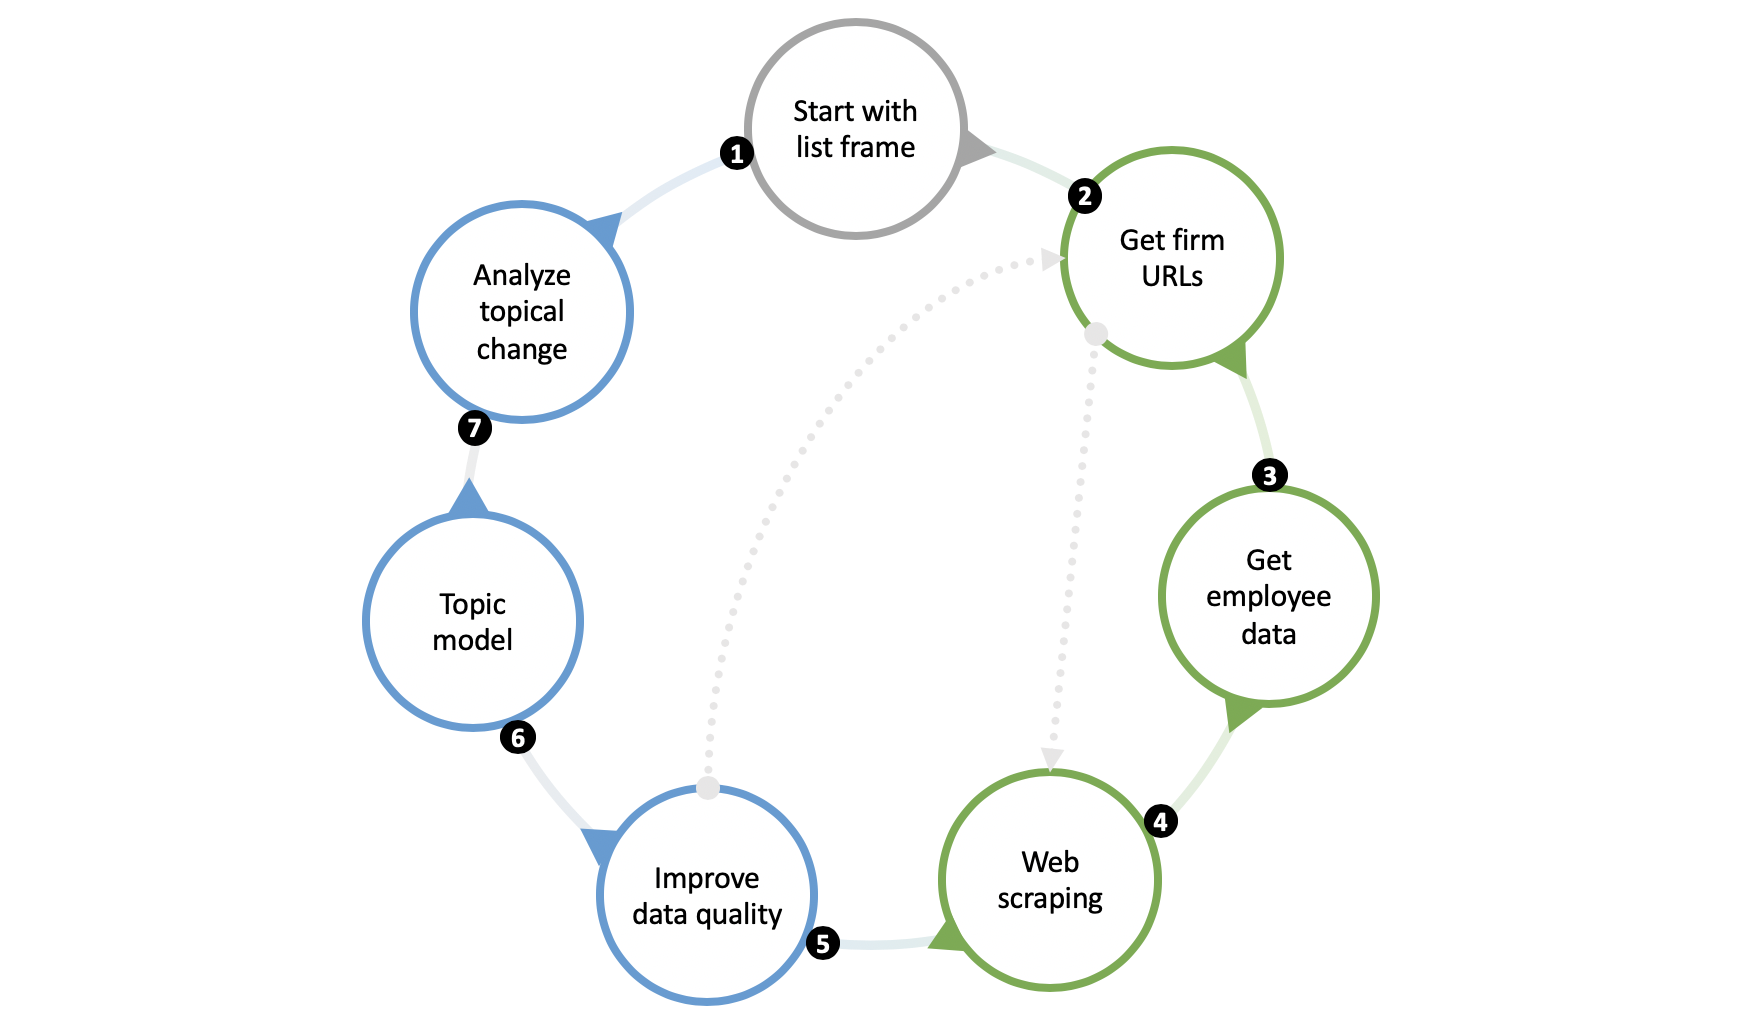 1
Start with
list frame
2
Get firm
URLs
3
Get
employee
data
4
Web
scraping
5
Improve
data quality
6
Topic
model
7
Analyze
topical
change